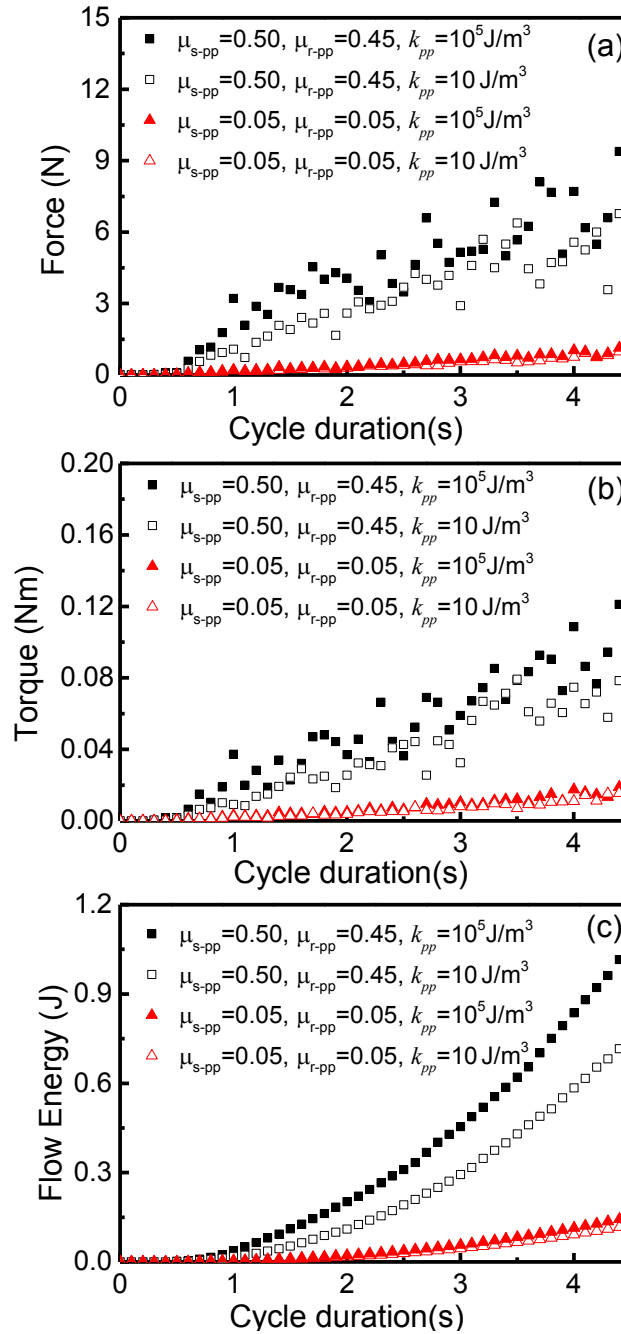 15
12
9
6
3
0
Force (N)
(a)
μs-pp=0.50, μr-pp=0.45, kpp=10⁵J/m³
μs-pp=0.50, μr-pp=0.45, kpp=10 J/m³
μs-pp=0.05, μr-pp=0.05, kpp=10⁵J/m³
μs-pp=0.05, μr-pp=0.05, kpp=10 J/m³
0 1 2 3 4
Cycle duration(s)
0.20
0.16
0.12
0.08
0.04
0.00
Torque (Nm)
(b)
μs-pp=0.50, μr-pp=0.45, kpp=10⁵J/m³
μs-pp=0.50, μr-pp=0.45, kpp=10 J/m³
μs-pp=0.05, μr-pp=0.05, kpp=10⁵J/m³
μs-pp=0.05, μr-pp=0.05, kpp=10 J/m³
0 1 2 3 4
Cycle duration(s)
1.2
0.9
0.6
0.3
0.0
Flow Energy (J)
(c)
μs-pp=0.50, μr-pp=0.45, kpp=10⁵J/m³
μs-pp=0.50, μr-pp=0.45, kpp=10 J/m³
μs-pp=0.05, μr-pp=0.05, kpp=10⁵J/m³
μs-pp=0.05, μr-pp=0.05, kpp=10 J/m³
0 1 2 3 4
Cycle duration(s)